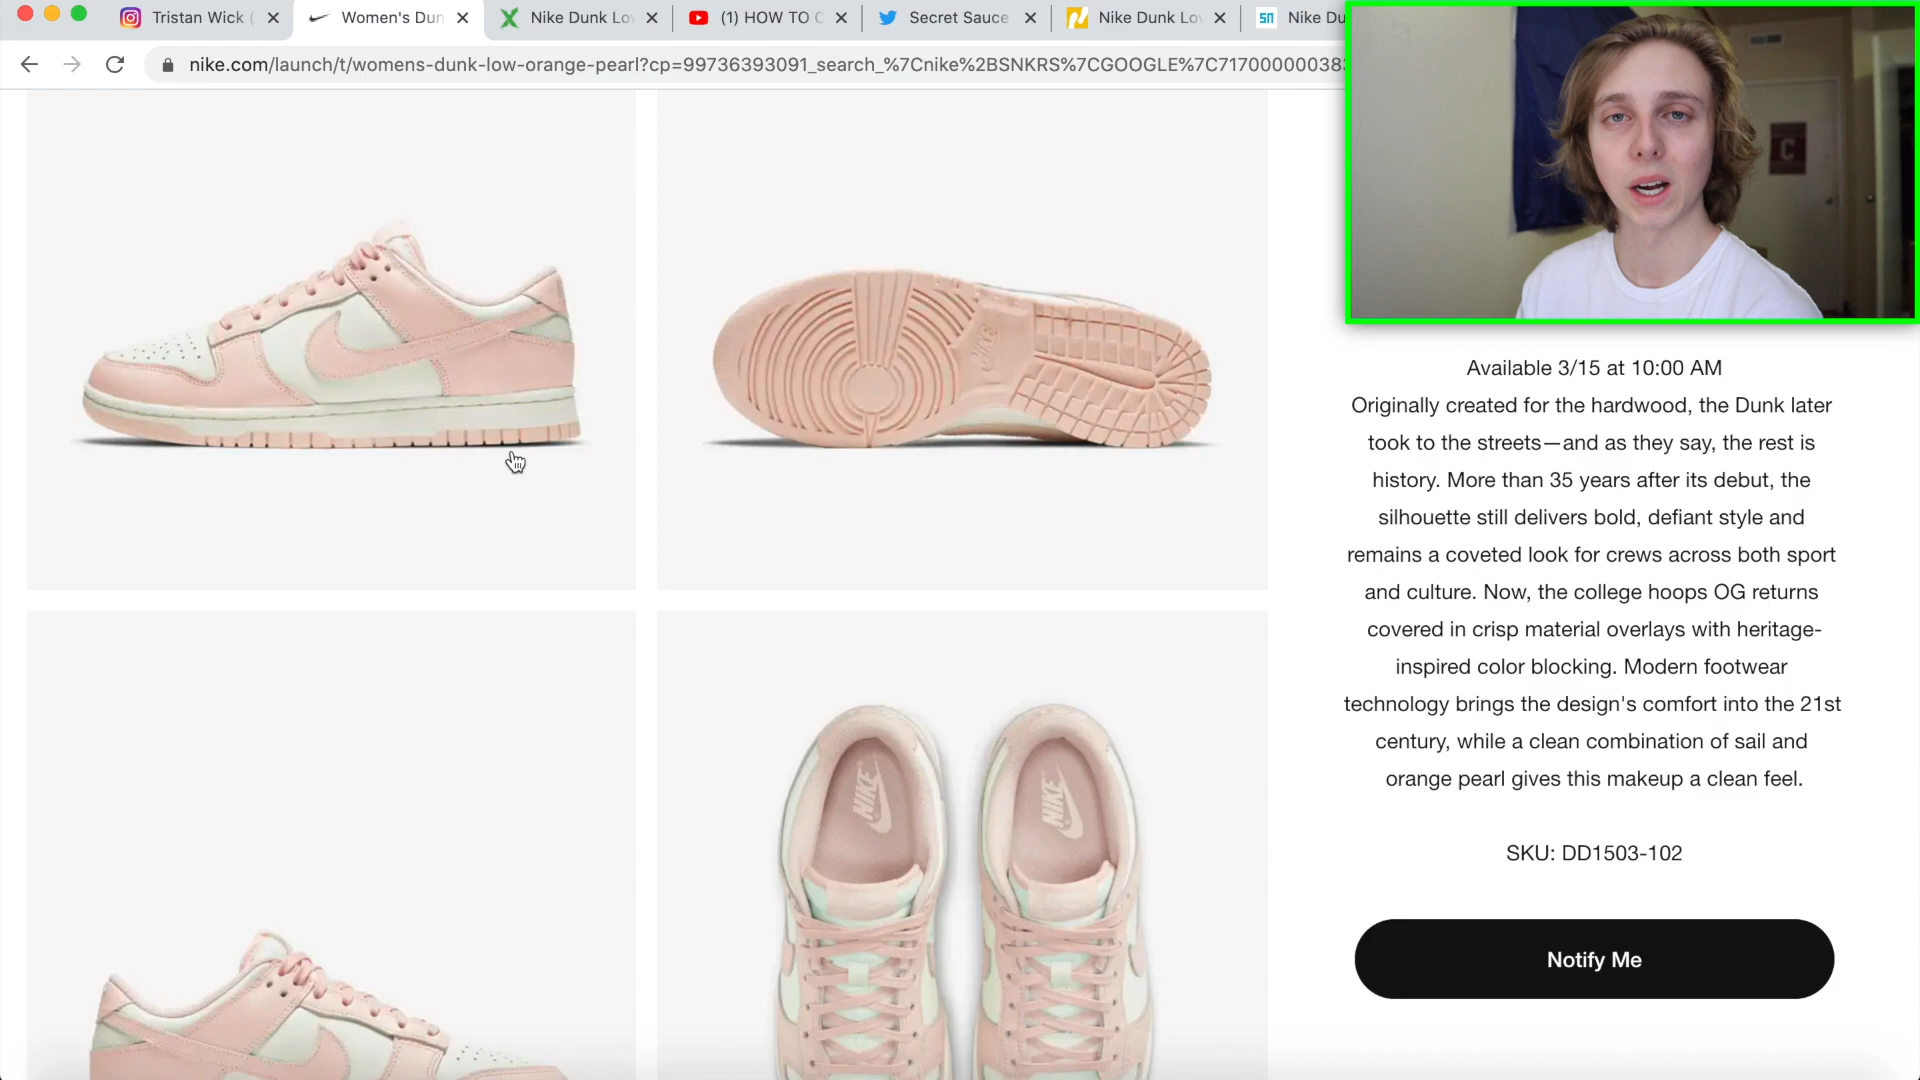 Tristan Wick (
Women's Dun
Nike Dunk Lo
(1) HOW TO C
Secret Sauce
Nike Dunk Lo
Nike Du
nike.com/launch/t/womens-dunk-low-orange-pearl?cp=99736393091_search_%7Cnike%2BSNKRS%7CGOOGLE%7C717000000383
C
Available 3/15 at 10:00 AM
Originally created for the hardwood, the Dunk later
took to the streets—and as they say, the rest is
history. More than 35 years after its debut, the
silhouette still delivers bold, defiant style and
remains a coveted look for crews across both sport
and culture. Now, the college hoops OG returns
covered in crisp material overlays with heritage-
inspired color blocking. Modern footwear
technology brings the design's comfort into the 21st
century, while a clean combination of sail and
orange pearl gives this makeup a clean feel.
SKU: DD1503-102
Notify Me
NIKE
NIKE
NIKE